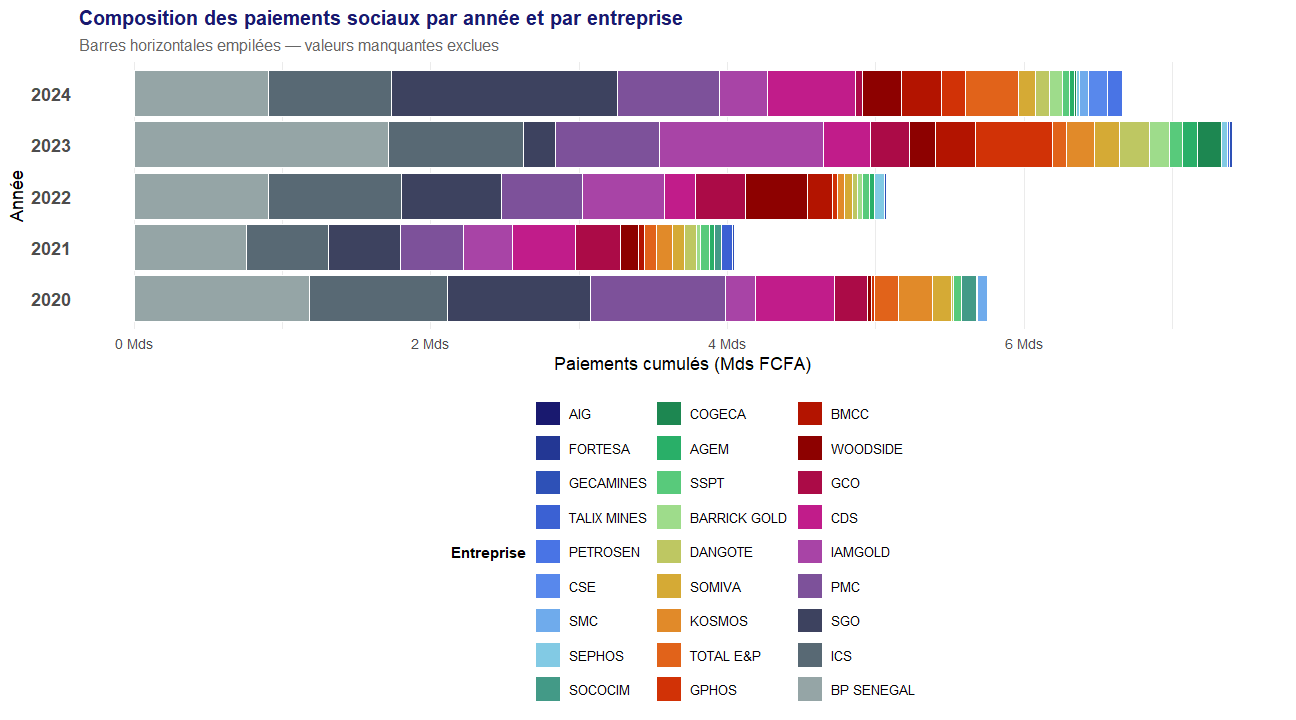 Composition des paiements sociaux par année et par entreprise
Barres horizontales empilées — valeurs manquantes exclues
Année
2024
2023
2022
2021
2020
0 Mds
2 Mds
4 Mds
6 Mds
Paiements cumulés (Mds FCFA)
Entreprise
AIG
FORTESA
GECAMINES
TALIX MINES
PETROSEN
CSE
SMC
SEPHOS
SOCOCIM
COGECA
AGEM
SSPT
BARRICK GOLD
DANGOTE
SOMIVA
KOSMOS
TOTAL E&P
GPHOS
BMCC
WOODSIDE
GCO
CDS
IAMGOLD
PMC
SGO
ICS
BP SENEGAL